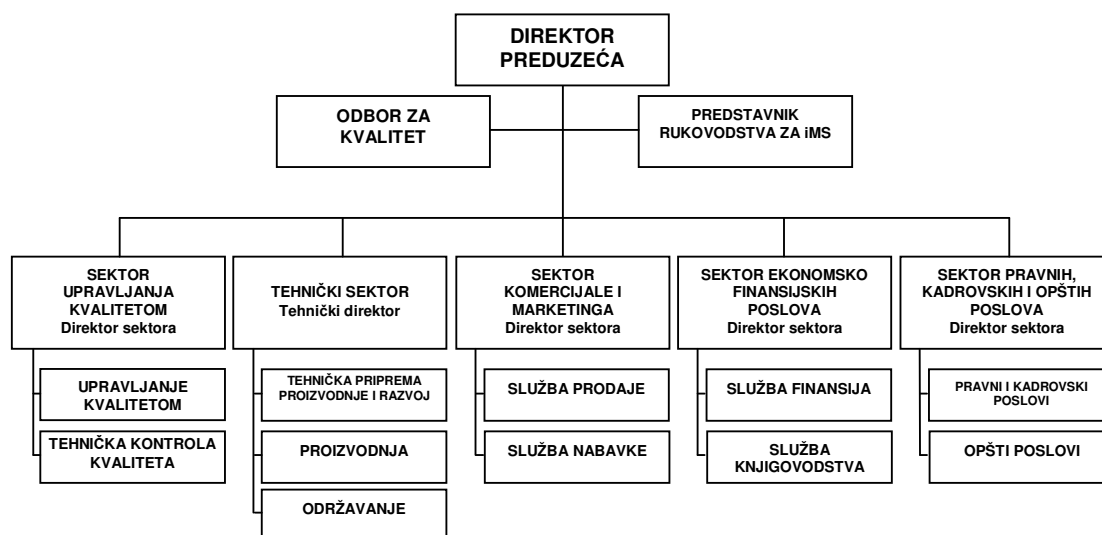 DIREKTOR
PREDUZEĆA
ODBOR ZA
KVALITET
PREDSTAVNIK
RUKOVODSTVA ZA iMS
SEKTOR
UPRAVLJANJA
KVALITETOM
Direktor sektora
TEHNIČKI SEKTOR
Tehnički direktor
SEKTOR
KOMERCIJALE I
MARKETINGA
Direktor sektora
SEKTOR EKONOMSKO
FINANSIJSKIH
POSLOVA
Direktor sektora
SEKTOR PRAVNIH,
KADROVSKIH I OPŠTIH
POSLOVA
Direktor sektora
UPRAVLJANJE
KVALITETOM
TEHNIČKA KONTROLA
KVALITETA
TEHNIČKA PRIPREMA
PROIZVODNJE I RAZVOJ
PROIZVODNJA
ODRŽAVANJE
SLUŽBA PRODAJE
SLUŽBA NABAVKE
SLUŽBA FINANSIJA
SLUŽBA
KNJIGOVODSTVA
PRAVNI I KADROVSKI
POSLOVI
OPŠTI POSLOVI